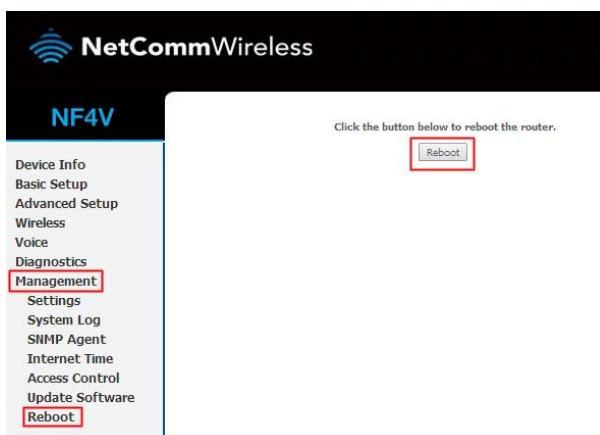 NetCommWireless
NF4V
Click the button below to reboot the router.
Reboot
Device Info
Basic Setup
Advanced Setup
Wireless
Voice
Diagnostics
Management
Settings
System Log
SNMP Agent
Internet Time
Access Control
Update Software
Reboot